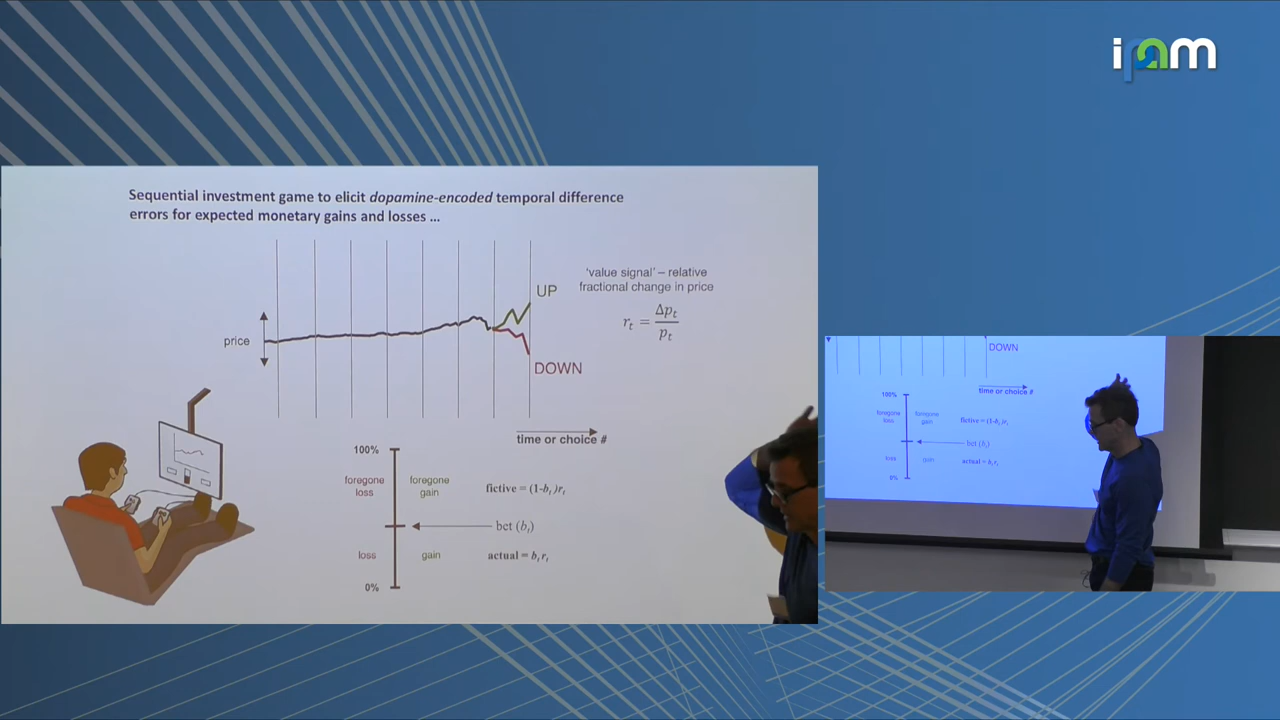 ipam
Sequential investment game to elicit dopamine-encoded temporal difference
errors for expected monetary gains and losses ...
'value signal' – relative
fractional change in price
r_t = Δp_t / p_t
UP
price
DOWN
time or choice #
100%
foregone
loss
foregone
gain
fictive = (1-b_t)r_t
bet (b_t)
loss
gain
actual = b_t r_t
0%
DOWN
time or choice #
100%
foregone
loss
foregone
gain
fictive = (1-b_t)r_t
bet (b_t)
loss
gain
actual = b_t r_t
0%